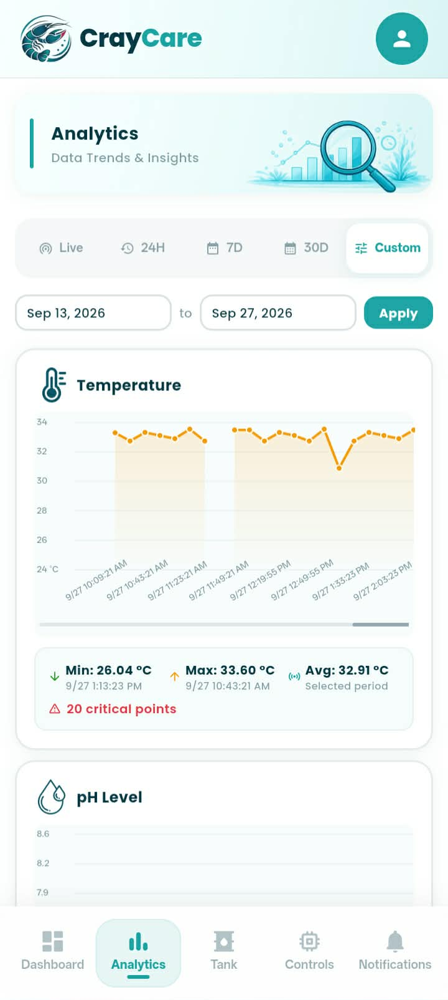 CrayCare
Analytics
Data Trends & Insights
Live
24H
7D
30D
Custom
Sep 13, 2026
to
Sep 27, 2026
Apply
Temperature
34
32
30
28
26
24 °C
9/27 10:09:21 AM
9/27 10:43:21 AM
9/27 11:23:21 AM
9/27 11:49:21 AM
9/27 12:19:55 PM
9/27 12:49:55 PM
9/27 1:33:23 PM
9/27 2:03:23 PM
Min: 26.04 °C
9/27 1:13:23 PM
Max: 33.60 °C
9/27 10:43:21 AM
Avg: 32.91 °C
Selected period
20 critical points
pH Level
8.6
8.2
7.9
Dashboard
Analytics
Tank
Controls
Notifications